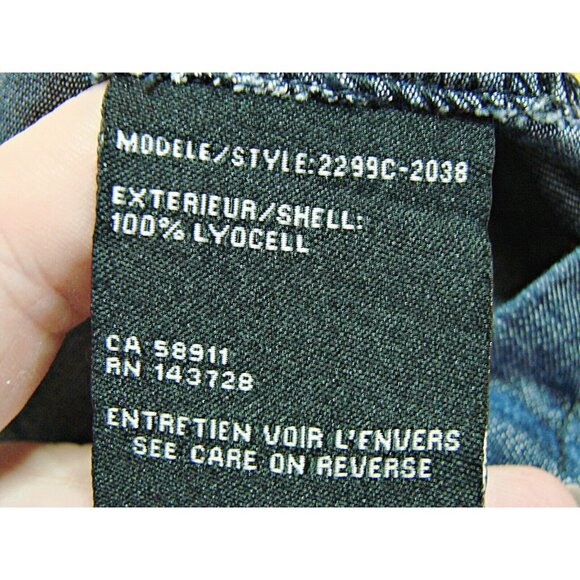 MODELE/STYLE:2299C-2038
EXTERIEUR/SHELL:
100% LYOCELL
CA 58911
RN 143728
ENTRETIEN VOIR L'ENVERS
SEE CARE ON REVERSE